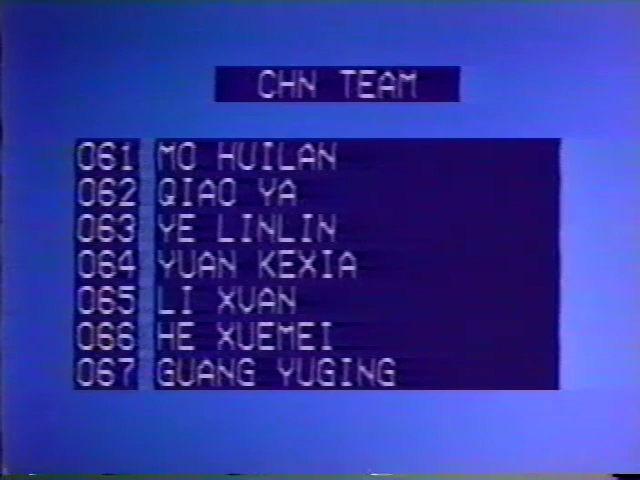 CHN TEAM
061 MO HUILAN
062 QIAO YA
063 YE LINLIN
064 YUAN KEXIA
065 LI XUAN
066 HE XUEMEI
067 GUANG YUGING